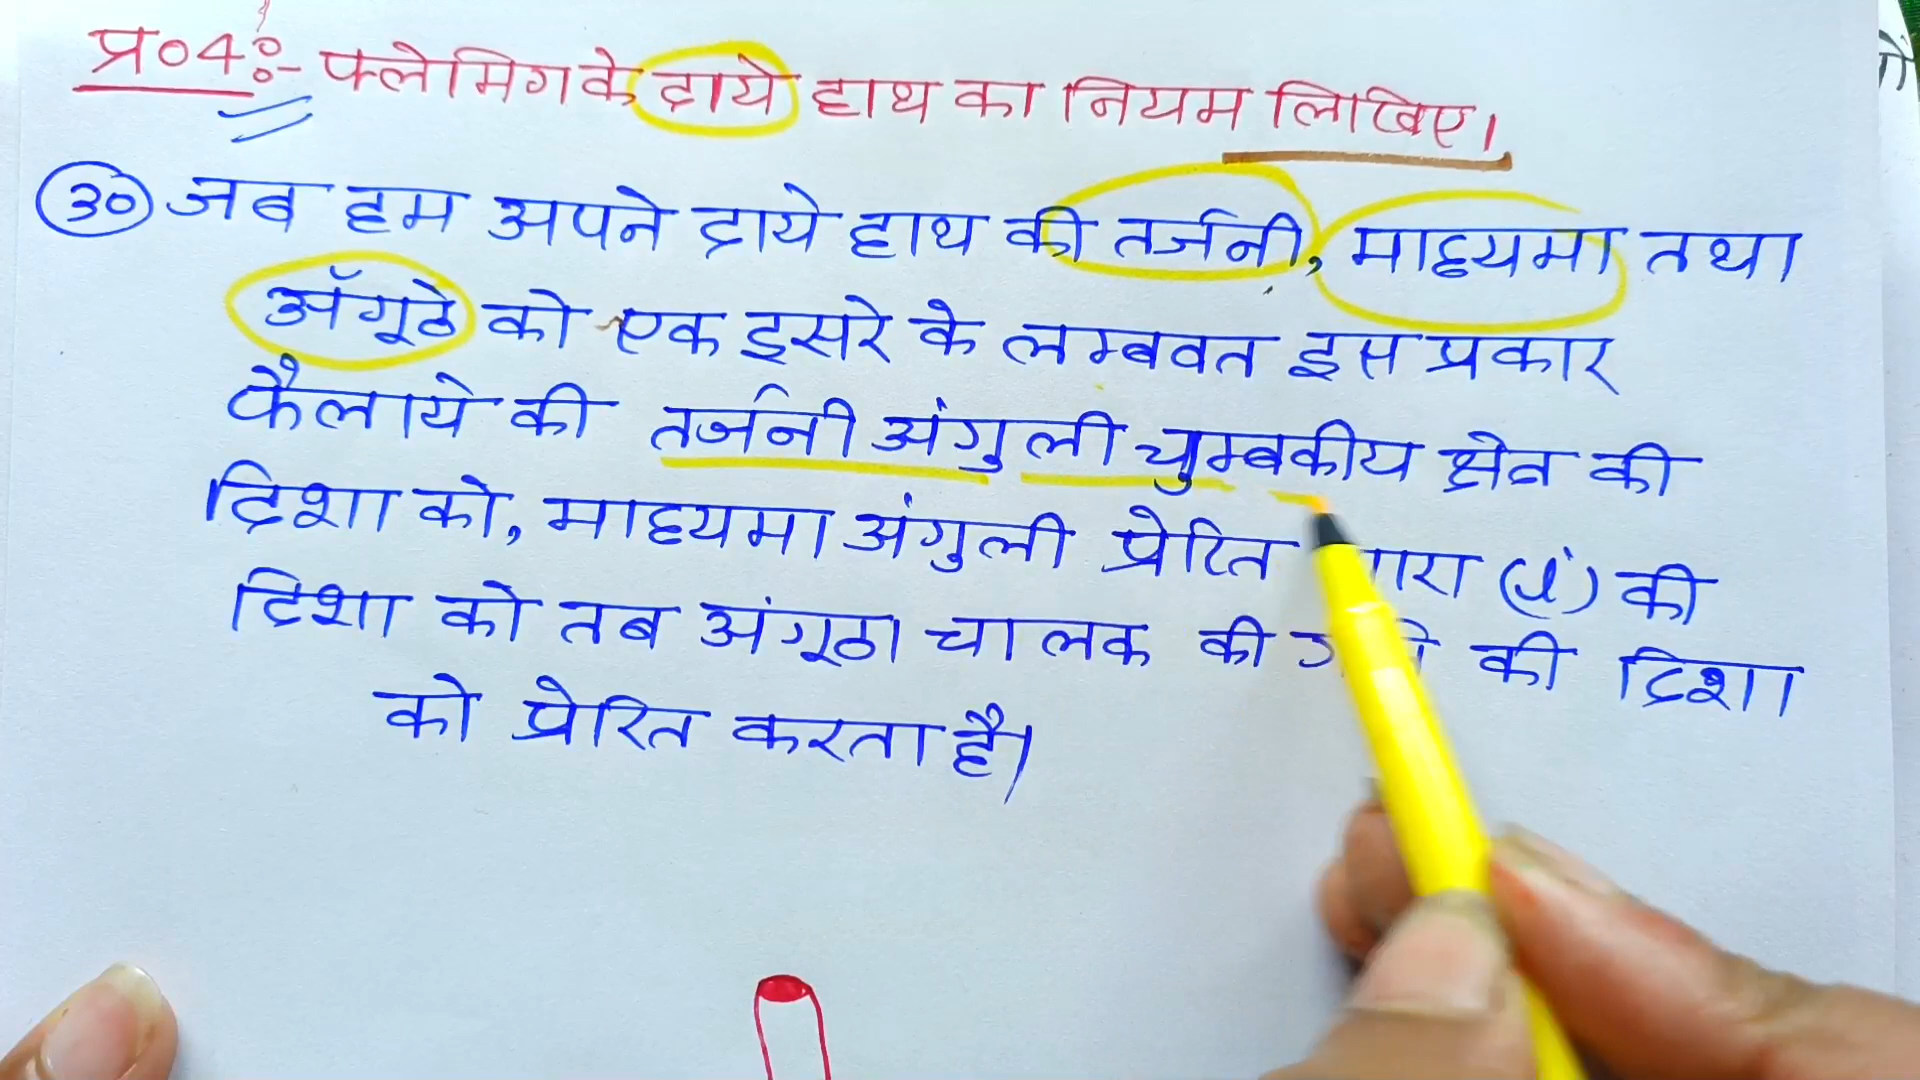 प्र०4ः- फ्लेमिंग के दाये हाथ का नियम लिखिए।
उ० जब हम अपने दाये हाथ की तर्जनी, माध्यमा तथा
अँगूठे को एक दूसरे के लम्बवत इस प्रकार
फैलाये की तर्जनी अंगुली चुम्बकीय क्षेत्र की
दिशा को, माध्यमा अंगुली प्रेरित (i) की
दिशा को तब अंगूठा चालक की की दिशा
को प्रेरित करता है।